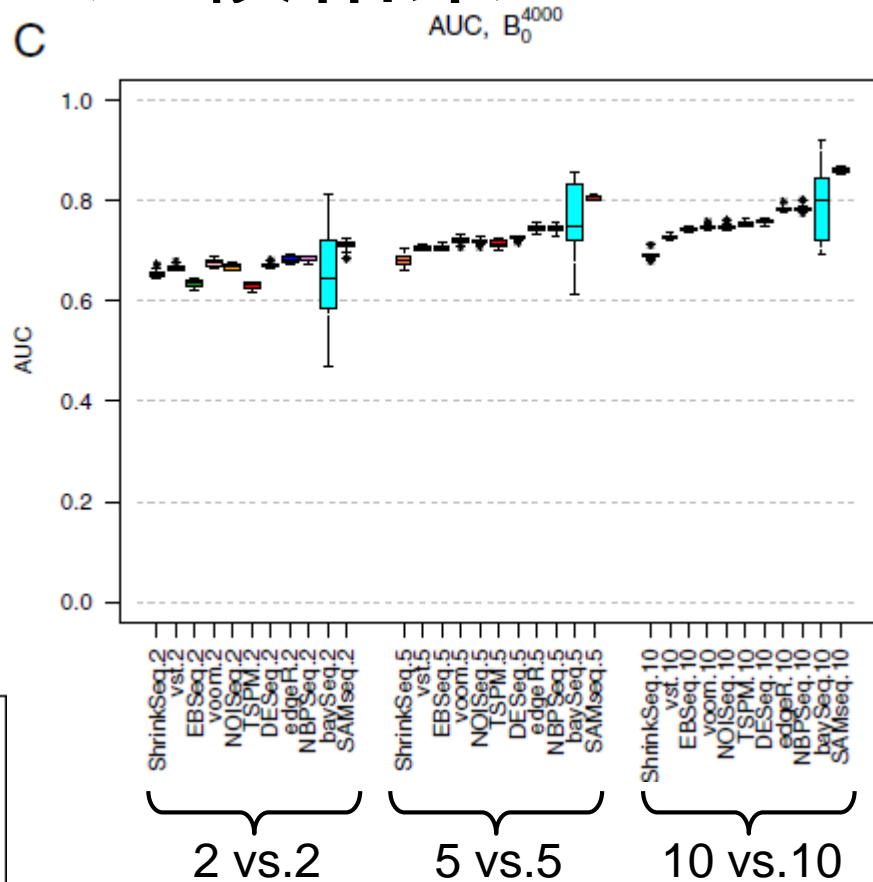 C
AUC, B₀⁴⁰⁰⁰
AUC
1.0
0.8
0.6
0.4
0.2
0.0
ShrinkSeq.2
vst.2
EBSeq.2
voom.2
NOISeq.2
TSPM.2
DESeq.2
edgeR.2
NBPSeq.2
baySeq.2
SAMseq.2
ShrinkSeq.5
vst.5
EBSeq.5
voom.5
NOISeq.5
TSPM.5
DESeq.5
edgeR.5
NBPSeq.5
baySeq.5
SAMseq.5
ShrinkSeq.10
vst.10
EBSeq.10
voom.10
NOISeq.10
TSPM.10
DESeq.10
edgeR.10
NBPSeq.10
baySeq.10
SAMseq.10
2 vs.2
5 vs.5
10 vs.10